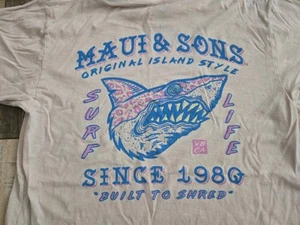 MAUI & SONS
ORIGINAL ISLAND STYLE
SURF
LIFE
SINCE 1980
"BUILT TO SHRED"